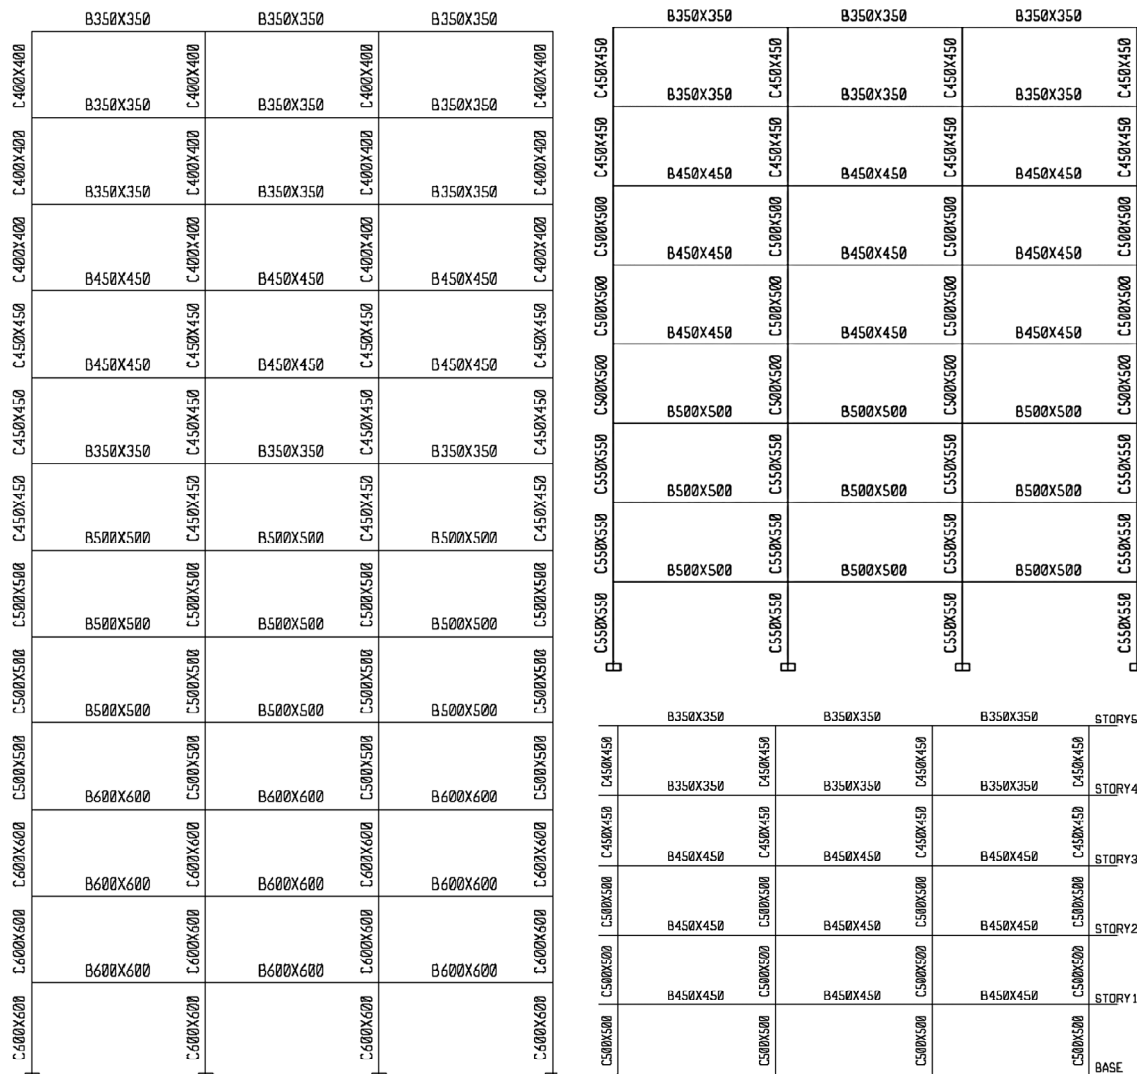 B350X350 B350X350 B350X350
C400X400 C400X400 C400X400 C400X400
B350X350 B350X350 B350X350
C400X400 C400X400 C400X400 C400X400
B350X350 B350X350 B350X350
C400X400 C400X400 C400X400 C400X400
B450X450 B450X450 B450X450
C450X450 C450X450 C450X450 C450X450
B450X450 B450X450 B450X450
C450X450 C450X450 C450X450 C450X450
B350X350 B350X350 B350X350
C450X450 C450X450 C450X450 C450X450
B500X500 B500X500 B500X500
C500X500 C500X500 C500X500 C500X500
B500X500 B500X500 B500X500
C500X500 C500X500 C500X500 C500X500
B500X500 B500X500 B500X500
C500X500 C500X500 C500X500 C500X500
B600X600 B600X600 B600X600
C600X600 C600X600 C600X600 C600X600
B600X600 B600X600 B600X600
C600X600 C600X600 C600X600 C600X600
B600X600 B600X600 B600X600
C600X600 C600X600 C600X600 C600X600
B350X350 B350X350 B350X350
C450X450 C450X450 C450X450 C450X450
B350X350 B350X350 B350X350
C450X450 C450X450 C450X450 C450X450
B450X450 B450X450 B450X450
C500X500 C500X500 C500X500 C500X500
B450X450 B450X450 B450X450
C500X500 C500X500 C500X500 C500X500
B450X450 B450X450 B450X450
C500X500 C500X500 C500X500 C500X500
B500X500 B500X500 B500X500
C550X550 C550X550 C550X550 C550X550
B500X500 B500X500 B500X500
C550X550 C550X550 C550X550 C550X550
B500X500 B500X500 B500X500
C550X550 C550X550 C550X550 C550X550
B350X350 B350X350 B350X350 STORY5
C450X450 C450X450 C450X450 C450X450
B350X350 B350X350 B350X350 STORY4
C450X450 C450X450 C450X450 C450X450
B450X450 B450X450 B450X450 STORY3
C500X500 C500X500 C500X500 C500X500
B450X450 B450X450 B450X450 STORY2
C500X500 C500X500 C500X500 C500X500
B450X450 B450X450 B450X450 STORY1
C500X500 C500X500 C500X500 C500X500
BASE